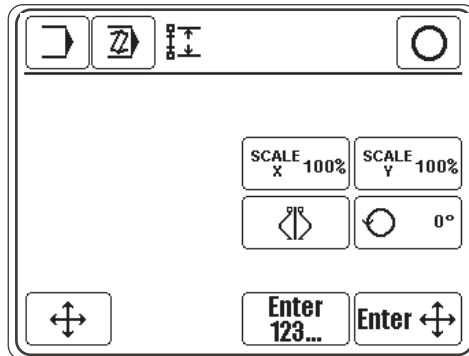 SCALE X 100%
SCALE Y 100%
0°
Enter 123...
Enter